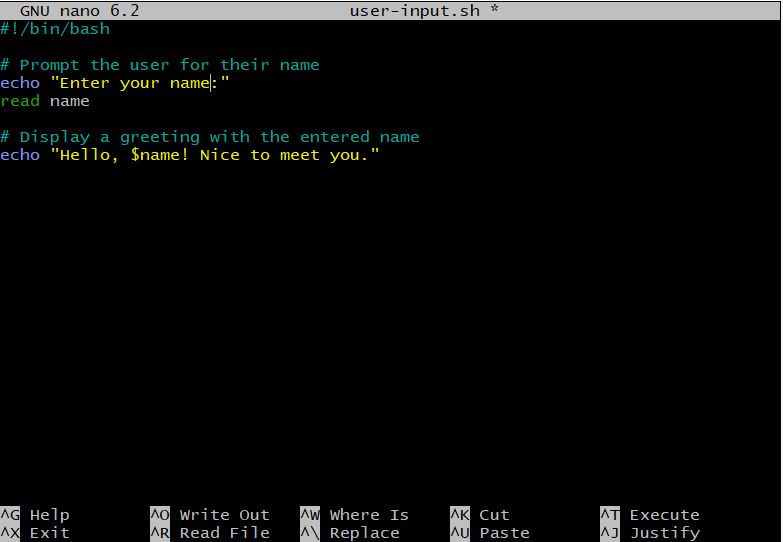 GNU nano 6.2 user-input.sh *
#!/bin/bash
# Prompt the user for their name
echo "Enter your name:"
read name
# Display a greeting with the entered name
echo "Hello, $name! Nice to meet you."
^G Help ^O Write Out ^W Where Is ^K Cut ^T Execute
^X Exit ^R Read File ^\ Replace ^U Paste ^J Justify